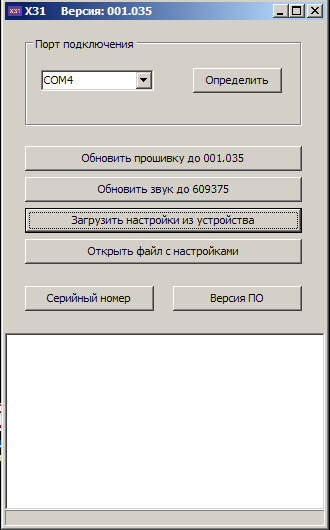 X31 X31 Версия: 001.035
Порт подключения
COM4 Определить
Обновить прошивку до 001.035
Обновить звук до 609375
Загрузить настройки из устройства
Открыть файл с настройками
Серийный номер Версия ПО